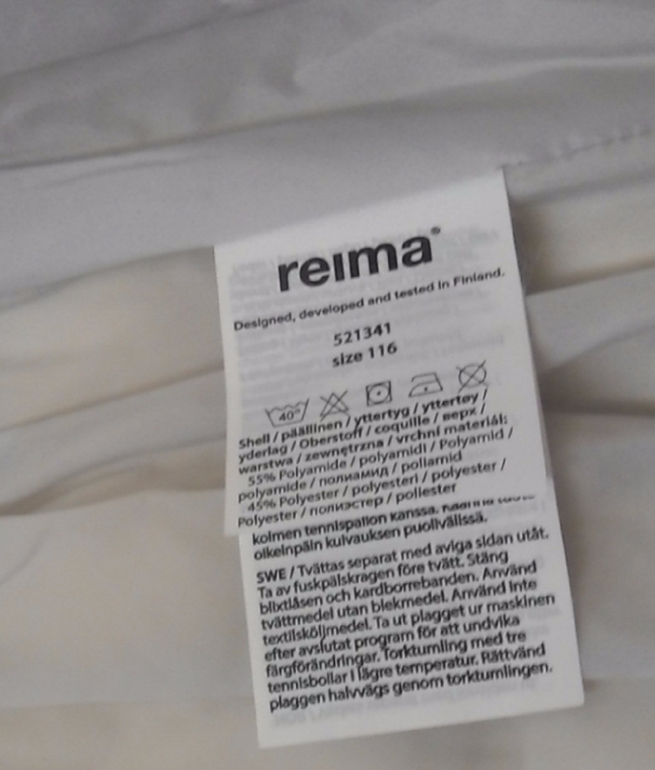 reima®
Designed, developed and tested in Finland.
521341
size 116
40°
Shell / päällinen / yttertyg / yttertøy /
yderlag / Oberstoff / coquille / верх /
warstwa / zewnętrzna / vrchní materiál:
55% Polyamide / polyamidi / Polyamid /
polyamide / полиамид / poliamid
45% Polyester / polyesteri / polyester /
Polyester / полиэстер / poliester
kolmen tennispallon kanssa.
oikeinpäin kuivauksen puolivälissä.
SWE / Tvättas separat med aviga sidan utåt.
Ta av fuskpälskragen före tvätt. Stäng
blixtlåsen och kardborrebanden. Använd
tvättmedel utan blekmedel. Använd inte
textilsköljmedel. Ta ut plagget ur maskinen
efter avslutat program för att undvika
färgförändringar. Torktumling med tre
tennisbollar i lägre temperatur. Rättvänd
plaggen halvvägs genom torktumlingen.